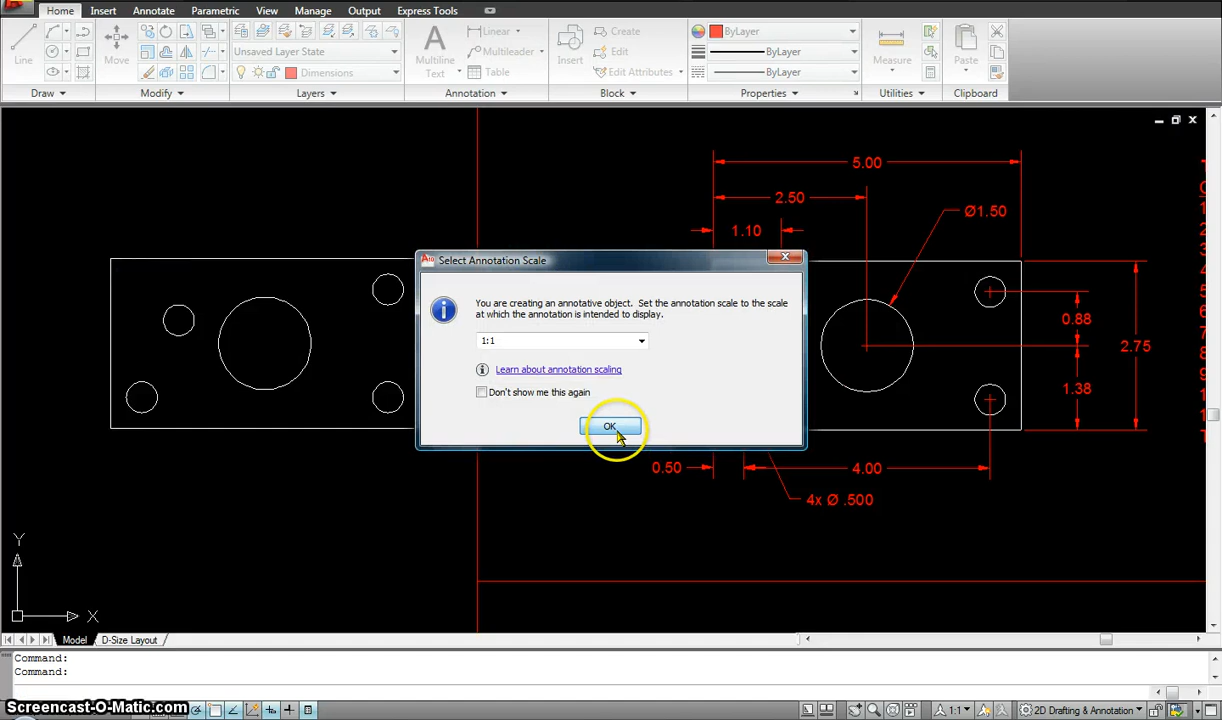 Home Insert Annotate Parametric View Manage Output Express Tools
Line
Move
Unsaved Layer State
Dimensions
Multiline
Text
Linear
Multileader
Table
Insert
Create
Edit
Edit Attributes
ByLayer
ByLayer
ByLayer
Measure
Paste
Draw Modify Layers Annotation Block Properties Utilities Clipboard
5.00
2.50
1.10
Ø1.50
0.88
2.75
1.38
0.50
4.00
4x Ø .500
Select Annotation Scale
You are creating an annotative object. Set the annotation scale to the scale
at which the annotation is intended to display.
1:1
Learn about annotation scaling
Don't show me this again
OK
Y
X
Model D-Size Layout
Command:
Command:
Screencast-O-Matic.com
1:1 2D Drafting & Annotation